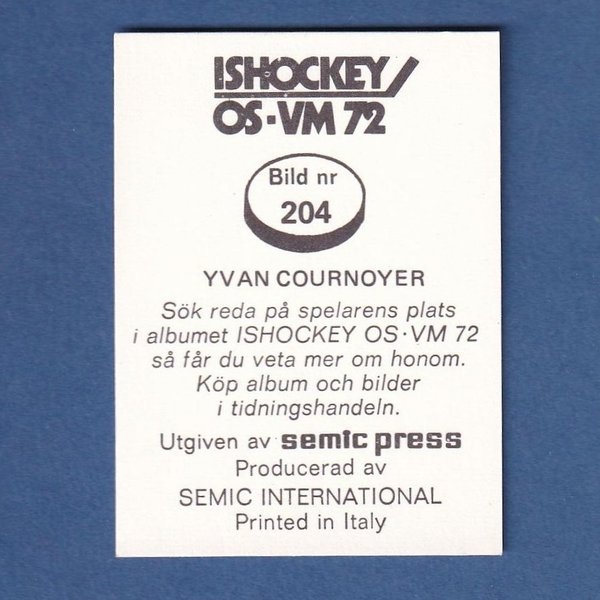 ISHOCKEY
OS·VM 72
Bild nr
204
YVAN COURNOYER
Sök reda på spelarens plats
i albumet ISHOCKEY OS·VM 72
så får du veta mer om honom.
Köp album och bilder
i tidningshandeln.
Utgiven av semic press
Producerad av
SEMIC INTERNATIONAL
Printed in Italy